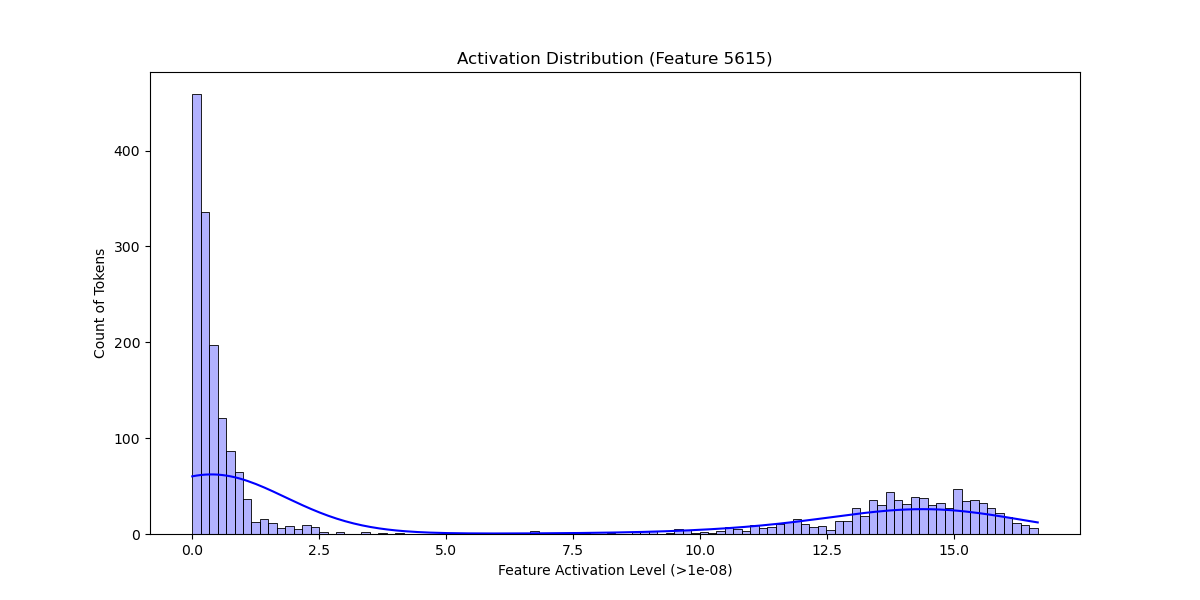 Activation Distribution (Feature 5615)
Count of Tokens
400
300
200
100
0
0.0 2.5 5.0 7.5 10.0 12.5 15.0
Feature Activation Level (>1e-08)